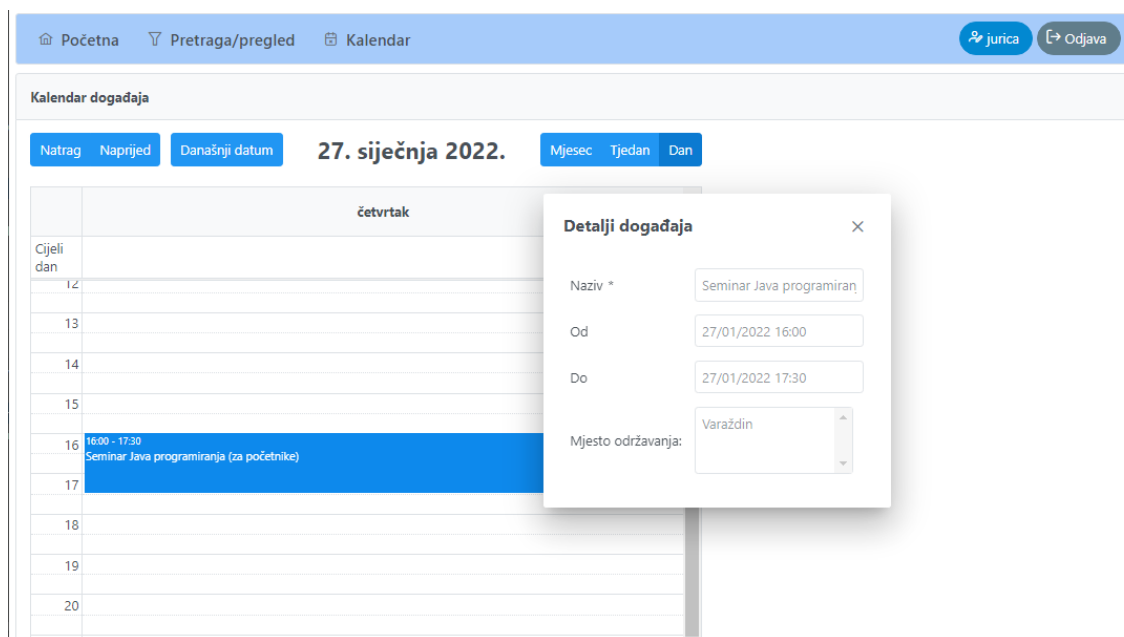 Početna Pretraga/pregled Kalendar jurica Odjava
Kalendar događaja
Natrag Naprijed Današnji datum 27. siječnja 2022. Mjesec Tjedan Dan
četvrtak
Cijeli
dan
12
13
14
15
16
17
18
19
20
16:00 - 17:30
Seminar Java programiranja (za početnike)
Detalji događaja
Naziv * Seminar Java programiran
Od 27/01/2022 16:00
Do 27/01/2022 17:30
Mjesto održavanja: Varaždin